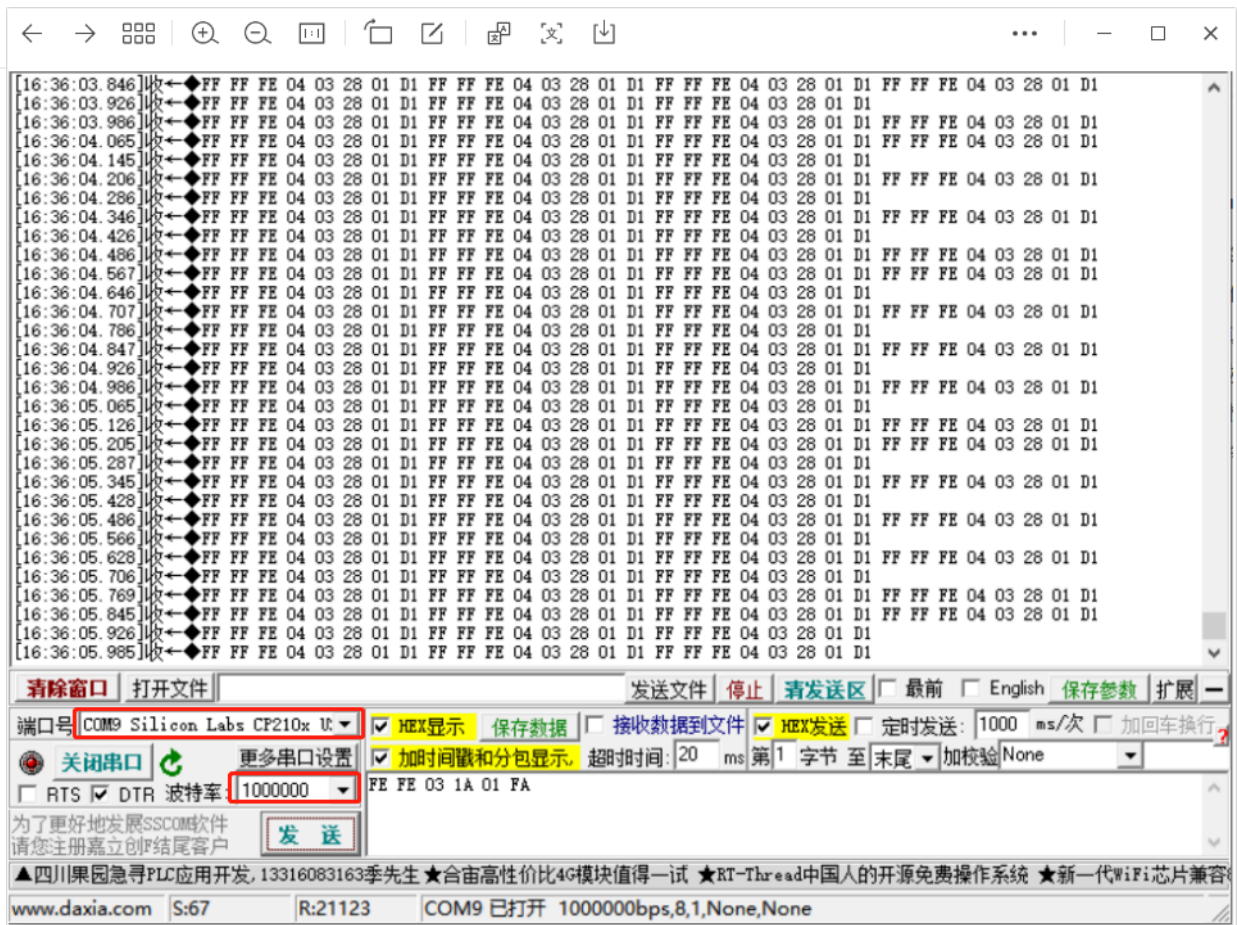 1:1
[16:36:03.846]收←◆FF FF FE 04 03 28 01 D1 FF FF FE 04 03 28 01 D1 FF FF FE 04 03 28 01 D1 FF FF FE 04 03 28 01 D1
[16:36:03.926]收←◆FF FF FE 04 03 28 01 D1 FF FF FE 04 03 28 01 D1 FF FF FE 04 03 28 01 D1
[16:36:03.986]收←◆FF FF FE 04 03 28 01 D1 FF FF FE 04 03 28 01 D1 FF FF FE 04 03 28 01 D1 FF FF FE 04 03 28 01 D1
[16:36:04.065]收←◆FF FF FE 04 03 28 01 D1 FF FF FE 04 03 28 01 D1 FF FF FE 04 03 28 01 D1 FF FF FE 04 03 28 01 D1
[16:36:04.145]收←◆FF FF FE 04 03 28 01 D1 FF FF FE 04 03 28 01 D1 FF FF FE 04 03 28 01 D1
[16:36:04.206]收←◆FF FF FE 04 03 28 01 D1 FF FF FE 04 03 28 01 D1 FF FF FE 04 03 28 01 D1 FF FF FE 04 03 28 01 D1
[16:36:04.286]收←◆FF FF FE 04 03 28 01 D1 FF FF FE 04 03 28 01 D1 FF FF FE 04 03 28 01 D1
[16:36:04.346]收←◆FF FF FE 04 03 28 01 D1 FF FF FE 04 03 28 01 D1 FF FF FE 04 03 28 01 D1 FF FF FE 04 03 28 01 D1
[16:36:04.426]收←◆FF FF FE 04 03 28 01 D1 FF FF FE 04 03 28 01 D1 FF FF FE 04 03 28 01 D1
[16:36:04.486]收←◆FF FF FE 04 03 28 01 D1 FF FF FE 04 03 28 01 D1 FF FF FE 04 03 28 01 D1 FF FF FE 04 03 28 01 D1
[16:36:04.567]收←◆FF FF FE 04 03 28 01 D1 FF FF FE 04 03 28 01 D1 FF FF FE 04 03 28 01 D1 FF FF FE 04 03 28 01 D1
[16:36:04.646]收←◆FF FF FE 04 03 28 01 D1 FF FF FE 04 03 28 01 D1 FF FF FE 04 03 28 01 D1
[16:36:04.707]收←◆FF FF FE 04 03 28 01 D1 FF FF FE 04 03 28 01 D1 FF FF FE 04 03 28 01 D1 FF FF FE 04 03 28 01 D1
[16:36:04.786]收←◆FF FF FE 04 03 28 01 D1 FF FF FE 04 03 28 01 D1 FF FF FE 04 03 28 01 D1
[16:36:04.847]收←◆FF FF FE 04 03 28 01 D1 FF FF FE 04 03 28 01 D1 FF FF FE 04 03 28 01 D1 FF FF FE 04 03 28 01 D1
[16:36:04.926]收←◆FF FF FE 04 03 28 01 D1 FF FF FE 04 03 28 01 D1 FF FF FE 04 03 28 01 D1
[16:36:04.986]收←◆FF FF FE 04 03 28 01 D1 FF FF FE 04 03 28 01 D1 FF FF FE 04 03 28 01 D1 FF FF FE 04 03 28 01 D1
[16:36:05.065]收←◆FF FF FE 04 03 28 01 D1 FF FF FE 04 03 28 01 D1 FF FF FE 04 03 28 01 D1
[16:36:05.126]收←◆FF FF FE 04 03 28 01 D1 FF FF FE 04 03 28 01 D1 FF FF FE 04 03 28 01 D1 FF FF FE 04 03 28 01 D1
[16:36:05.205]收←◆FF FF FE 04 03 28 01 D1 FF FF FE 04 03 28 01 D1 FF FF FE 04 03 28 01 D1 FF FF FE 04 03 28 01 D1
[16:36:05.287]收←◆FF FF FE 04 03 28 01 D1 FF FF FE 04 03 28 01 D1 FF FF FE 04 03 28 01 D1
[16:36:05.345]收←◆FF FF FE 04 03 28 01 D1 FF FF FE 04 03 28 01 D1 FF FF FE 04 03 28 01 D1 FF FF FE 04 03 28 01 D1
[16:36:05.428]收←◆FF FF FE 04 03 28 01 D1 FF FF FE 04 03 28 01 D1 FF FF FE 04 03 28 01 D1
[16:36:05.486]收←◆FF FF FE 04 03 28 01 D1 FF FF FE 04 03 28 01 D1 FF FF FE 04 03 28 01 D1 FF FF FE 04 03 28 01 D1
[16:36:05.566]收←◆FF FF FE 04 03 28 01 D1 FF FF FE 04 03 28 01 D1 FF FF FE 04 03 28 01 D1
[16:36:05.628]收←◆FF FF FE 04 03 28 01 D1 FF FF FE 04 03 28 01 D1 FF FF FE 04 03 28 01 D1 FF FF FE 04 03 28 01 D1
[16:36:05.706]收←◆FF FF FE 04 03 28 01 D1 FF FF FE 04 03 28 01 D1 FF FF FE 04 03 28 01 D1
[16:36:05.769]收←◆FF FF FE 04 03 28 01 D1 FF FF FE 04 03 28 01 D1 FF FF FE 04 03 28 01 D1 FF FF FE 04 03 28 01 D1
[16:36:05.845]收←◆FF FF FE 04 03 28 01 D1 FF FF FE 04 03 28 01 D1 FF FF FE 04 03 28 01 D1 FF FF FE 04 03 28 01 D1
[16:36:05.926]收←◆FF FF FE 04 03 28 01 D1 FF FF FE 04 03 28 01 D1 FF FF FE 04 03 28 01 D1
[16:36:05.985]收←◆FF FF FE 04 03 28 01 D1 FF FF FE 04 03 28 01 D1 FF FF FE 04 03 28 01 D1
清除窗口 打开文件 发送文件 停止 清发送区 最前 English 保存参数 扩展
端口号 COM9 Silicon Labs CP210x U HEX显示 保存数据 接收数据到文件 HEX发送 定时发送: 1000 ms/次 加回车换行
关闭串口 更多串口设置 加时间戳和分包显示, 超时时间: 20 ms 第1 字节 至 末尾 加校验 None
RTS DTR 波特率: 1000000
FE FE 03 1A 01 FA
为了更好地发展SSCOM软件
请您注册嘉立创F结尾客户
发 送
▲四川果园急寻PLC应用开发, 13316083163季先生 ★合宙高性价比4G模块值得一试 ★RT-Thread中国人的开源免费操作系统 ★新一代WiFi芯片兼容8
www.daxia.com S:67 R:21123 COM9 已打开 1000000bps,8,1,None,None